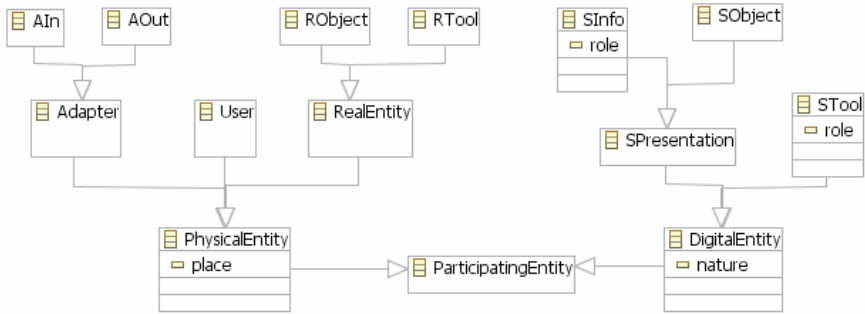 AIn
AOut
RObject
RTool
SInfo
role
SObject
Adapter
User
RealEntity
SPresentation
STool
role
PhysicalEntity
place
ParticipatingEntity
DigitalEntity
nature